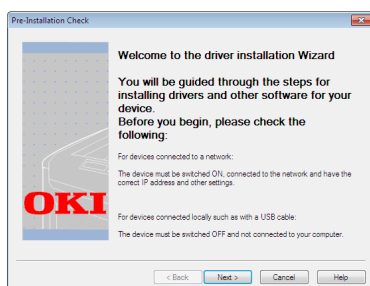 Pre-Installation Check
Welcome to the driver installation Wizard
You will be guided through the steps for
installing drivers and other software for your
device.
Before you begin, please check the
following:
For devices connected to a network:
The device must be switched ON, connected to the network and have the
correct IP address and other settings.
OKI
For devices connected locally such as with a USB cable:
The device must be switched OFF and not connected to your computer.
< Back
Next >
Cancel
Help